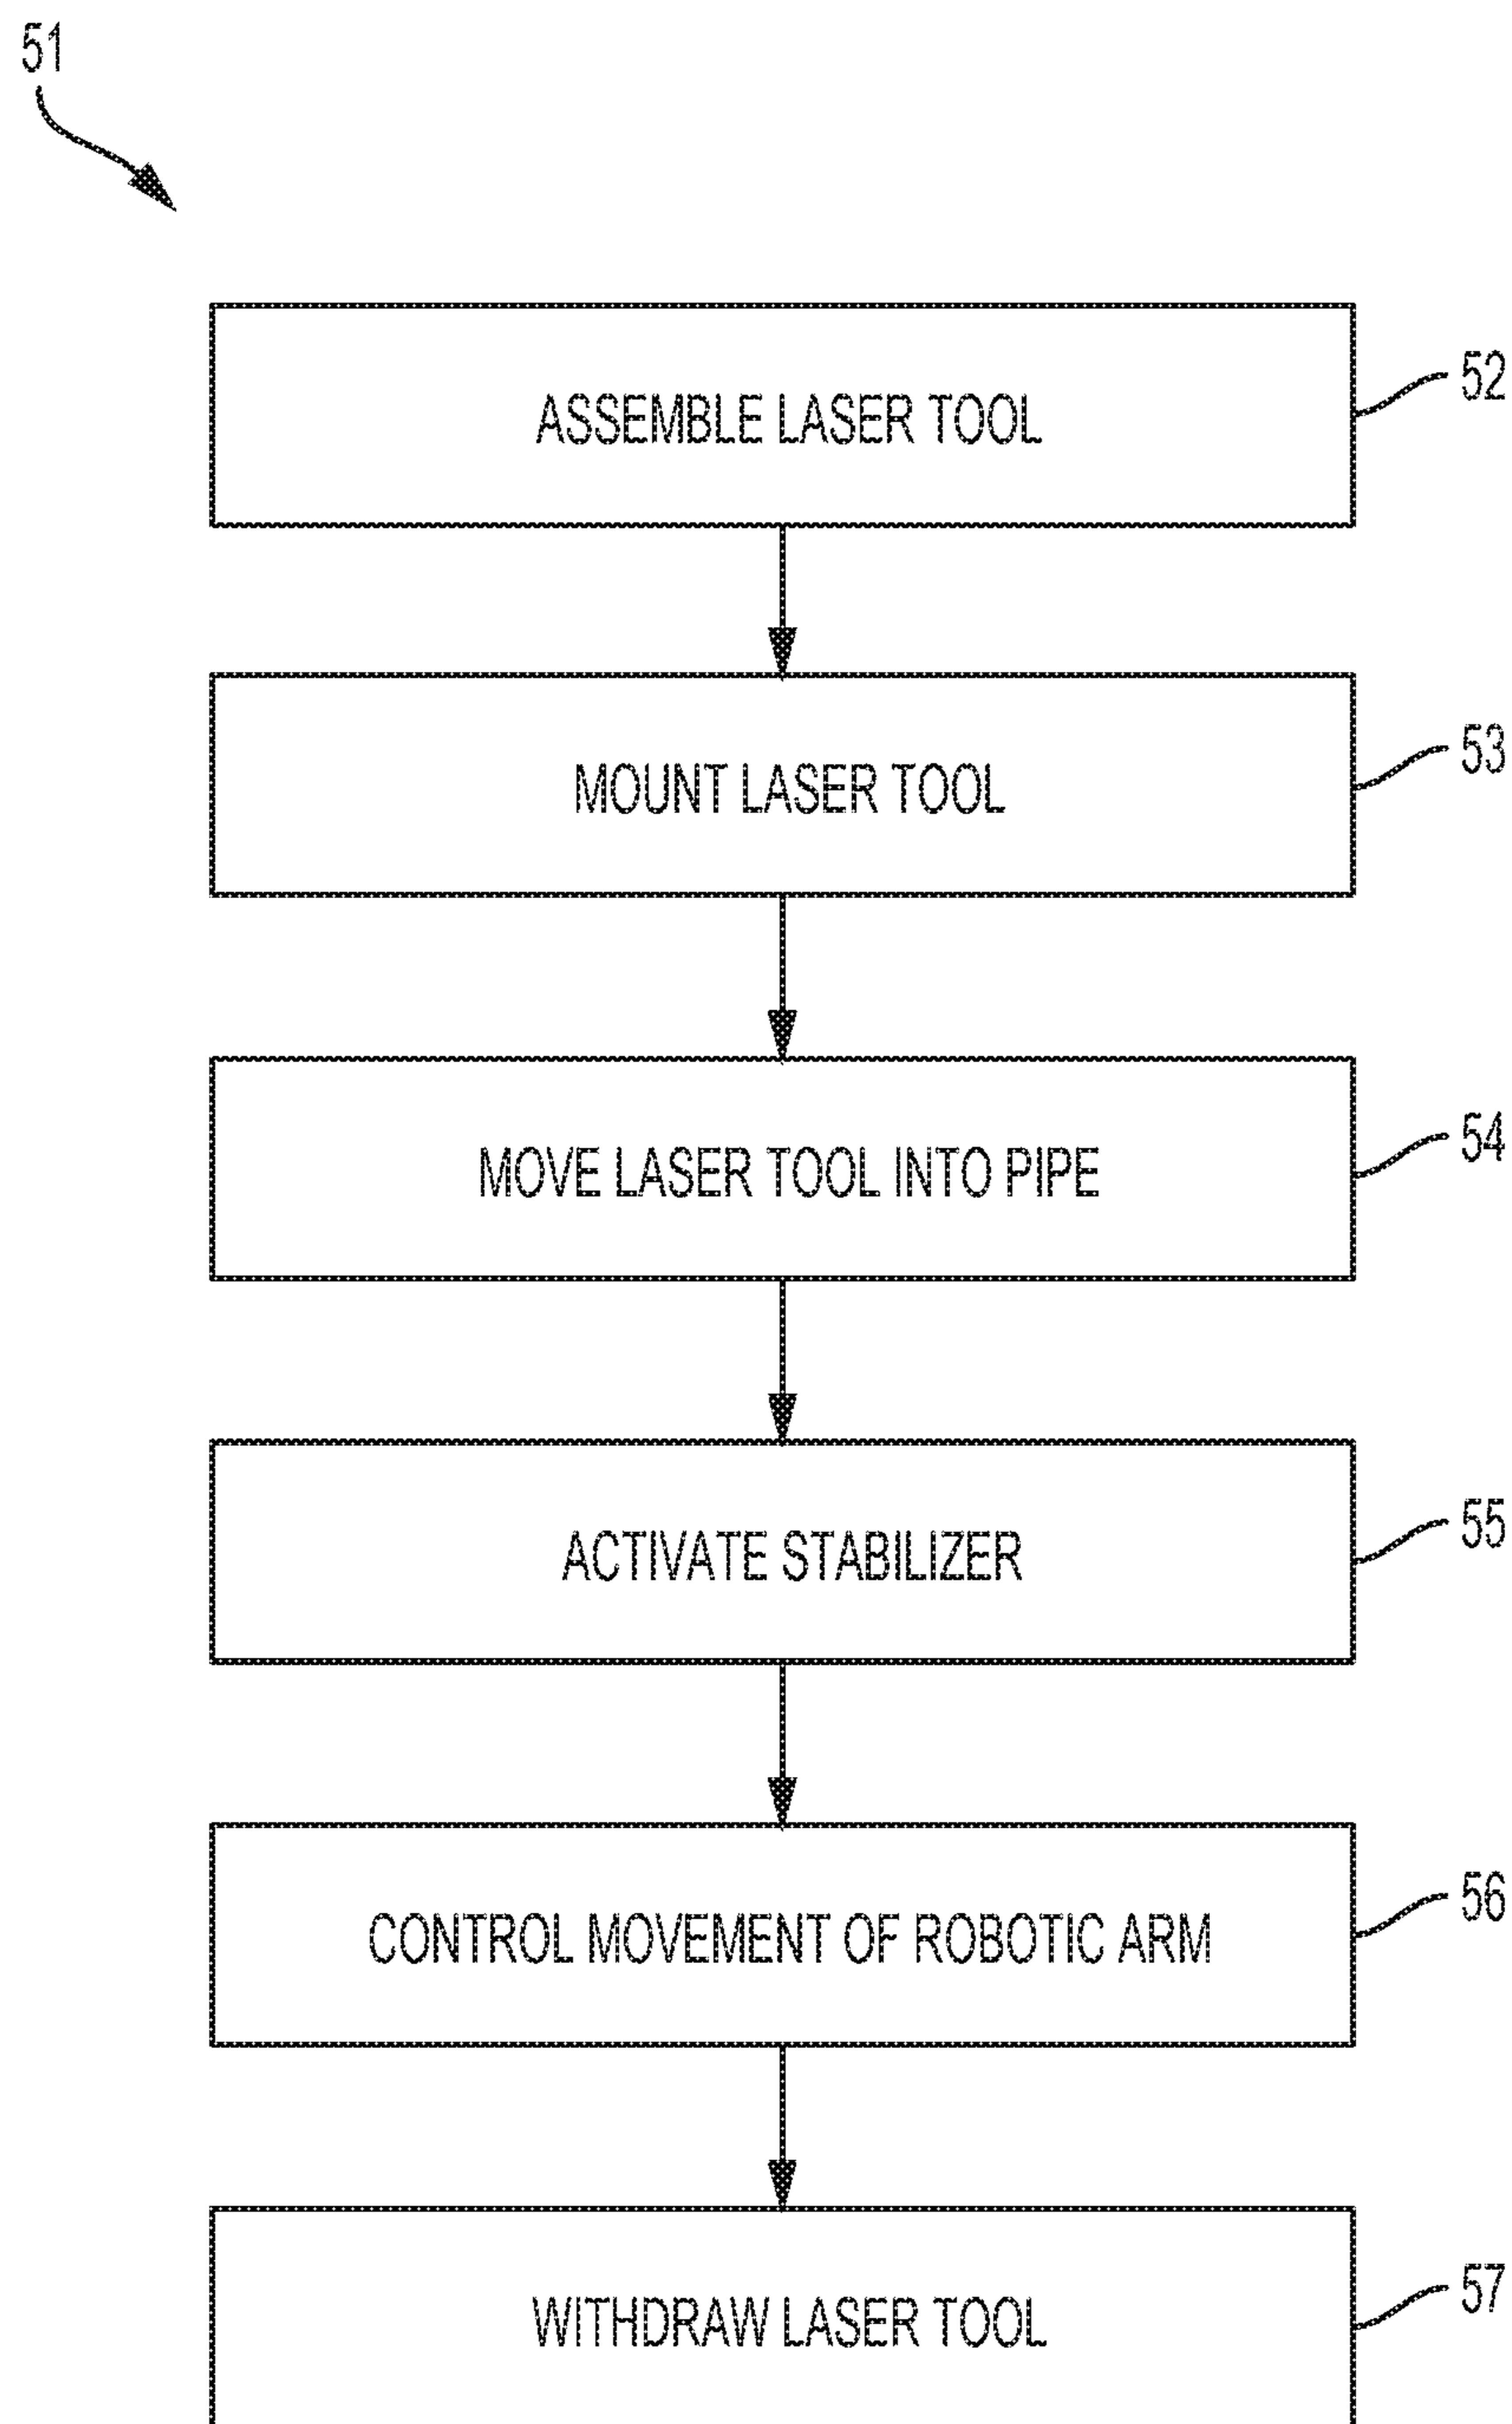 51
ASSEMBLE LASER TOOL
52
MOUNT LASER TOOL
53
MOVE LASER TOOL INTO PIPE
54
ACTIVATE STABILIZER
55
CONTROL MOVEMENT OF ROBOTIC ARM
56
WITHDRAW LASER TOOL
57